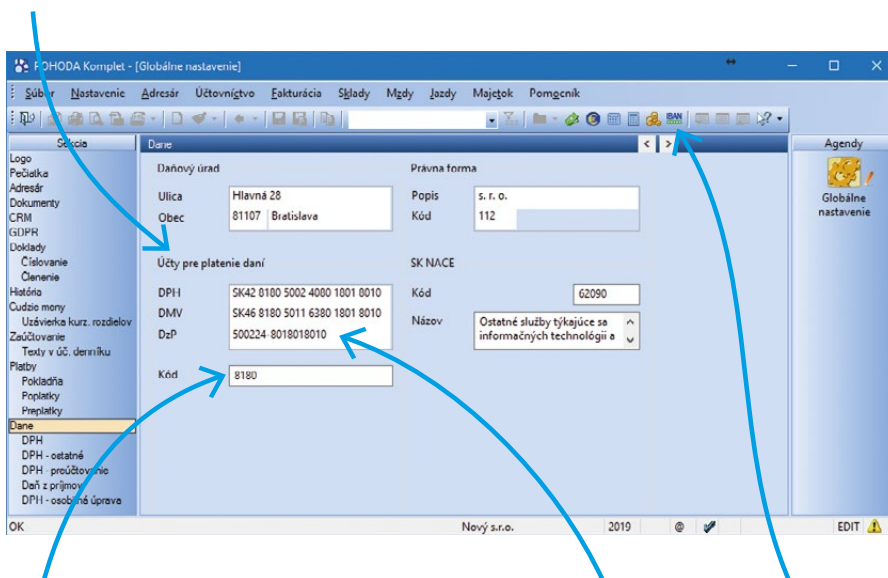 POHODA Komplet - [Globálne nastavenie]
Súbor Nastavenie Adresár Účtovníctvo Fakturácia Sklady Mzdy Jazdy Majetok Pomocník
IBAN
Sekcia
Logo
Pečiatka
Adresár
Dokumenty
CRM
GDPR
Doklady
Číslovanie
Členenie
História
Cudzie meny
Uzávierka kurz. rozdielov
Zaúčtovanie
Texty v úč. denníku
Platby
Pokladňa
Poplatky
Preplatky
Dane
DPH
DPH - ostatné
DPH - preúčtovanie
Daň z príjmov
DPH - osobitná úprava
Dane
Daňový úrad
Ulica Hlavná 28
Obec 81107 Bratislava
Účty pre platenie daní
DPH SK42 8180 5002 4080 1801 8010
DMV SK46 8180 5011 6380 1801 8010
DzP 500224-8018018010
Kód 8180
Právna forma
Popis s. r. o.
Kód 112
SK NACE
Kód 62090
Názov Ostatné služby týkajúce sa
informačných technológii a
Agendy
Globálne
nastavenie
OK Nový s.r.o. 2019 @ EDIT